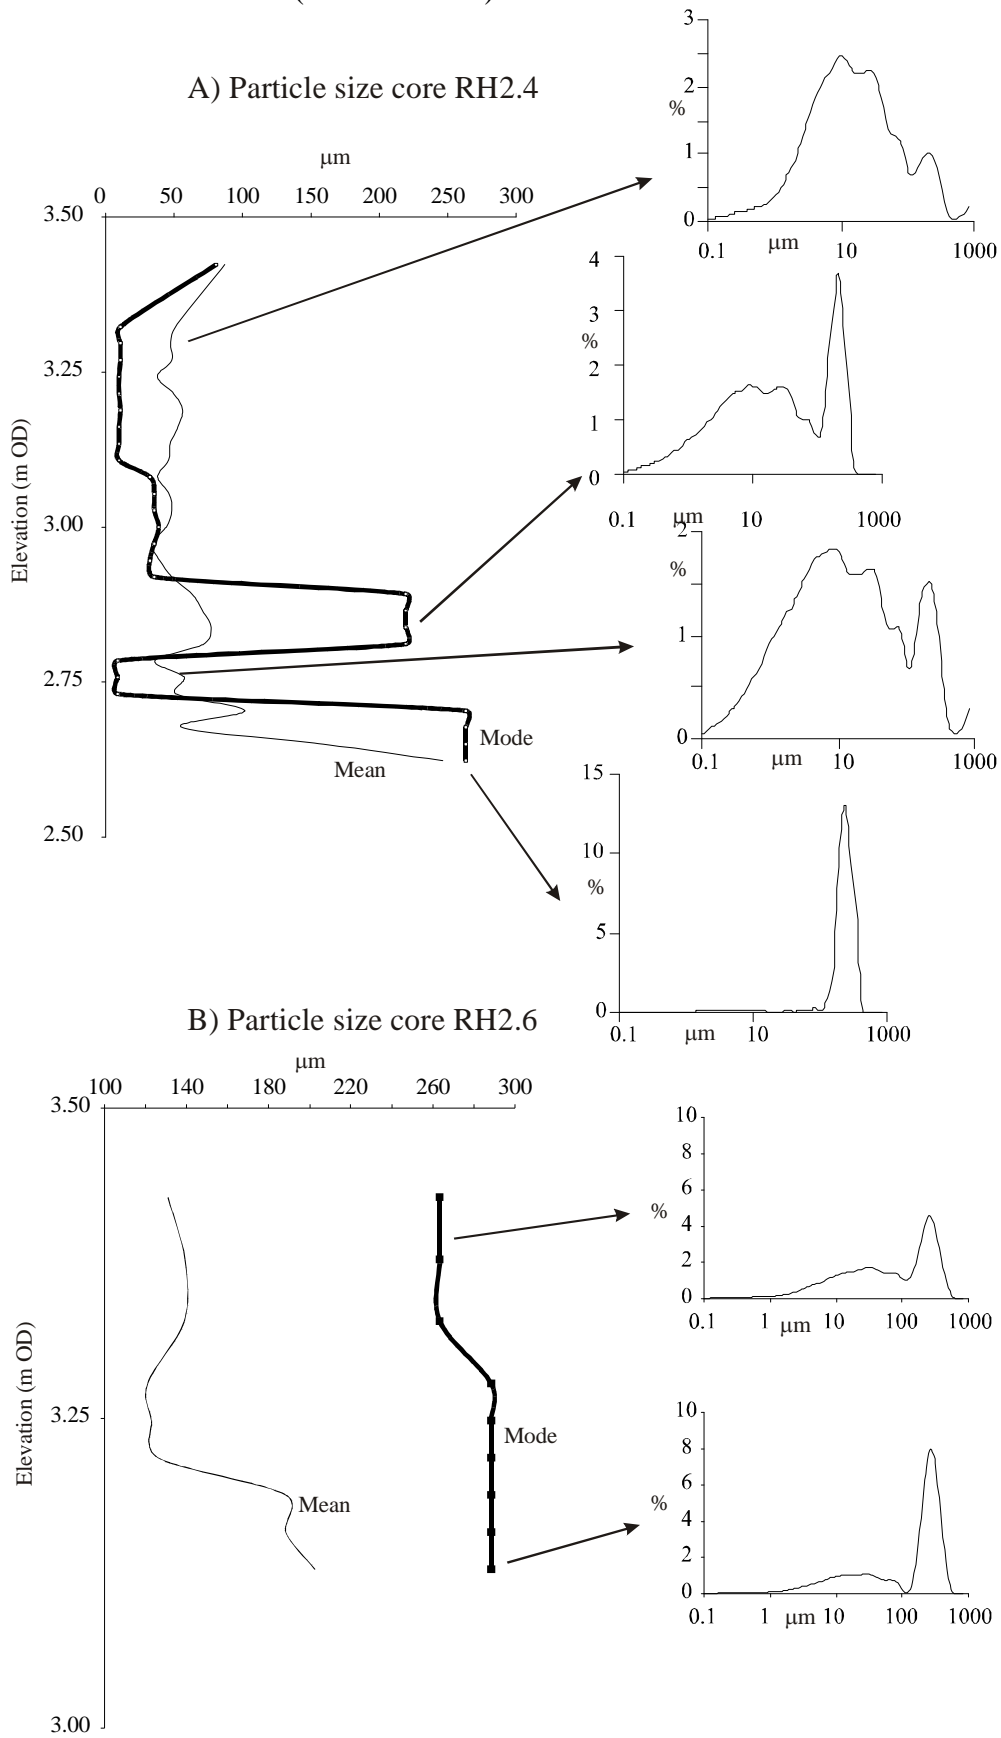 A) Particle size core RH2.4
μm
0 50 100 150 200 250 300
3.50
3.25
3.00
2.75
2.50
Elevation (m OD)
Mode
Mean
3
2
%
1
0
0.1 μm 10 1000
4
3
%
2
1
0
0.1 μm 10 1000
2
%
1
0
0.1 μm 10 1000
15
10
%
5
0
0.1 μm 10 1000
B) Particle size core RH2.6
μm
100 140 180 220 260 300
3.50
3.25
3.00
Elevation (m OD)
Mode
Mean
10
8
6
%
4
2
0
0.1 1 μm 10 100 1000
10
8
6
%
4
2
0
0.1 1 μm 10 100 1000